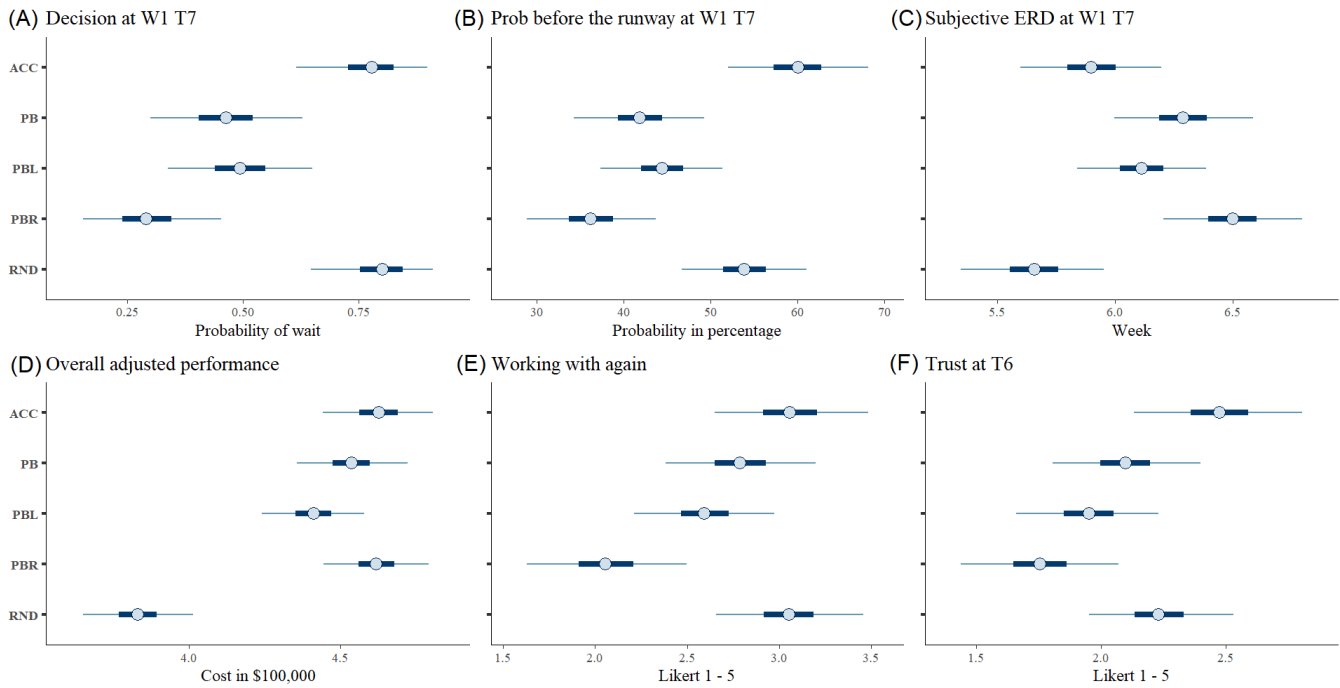 (A) Decision at W1 T7
ACC
PB
PBL
PBR
RND
0.25 0.50 0.75
Probability of wait
(B) Prob before the runway at W1 T7
30 40 50 60 70
Probability in percentage
(C) Subjective ERD at W1 T7
5.5 6.0 6.5
Week
(D) Overall adjusted performance
ACC
PB
PBL
PBR
RND
4.0 4.5
Cost in $100,000
(E) Working with again
1.5 2.0 2.5 3.0 3.5
Likert 1 - 5
(F) Trust at T6
1.5 2.0 2.5
Likert 1 - 5